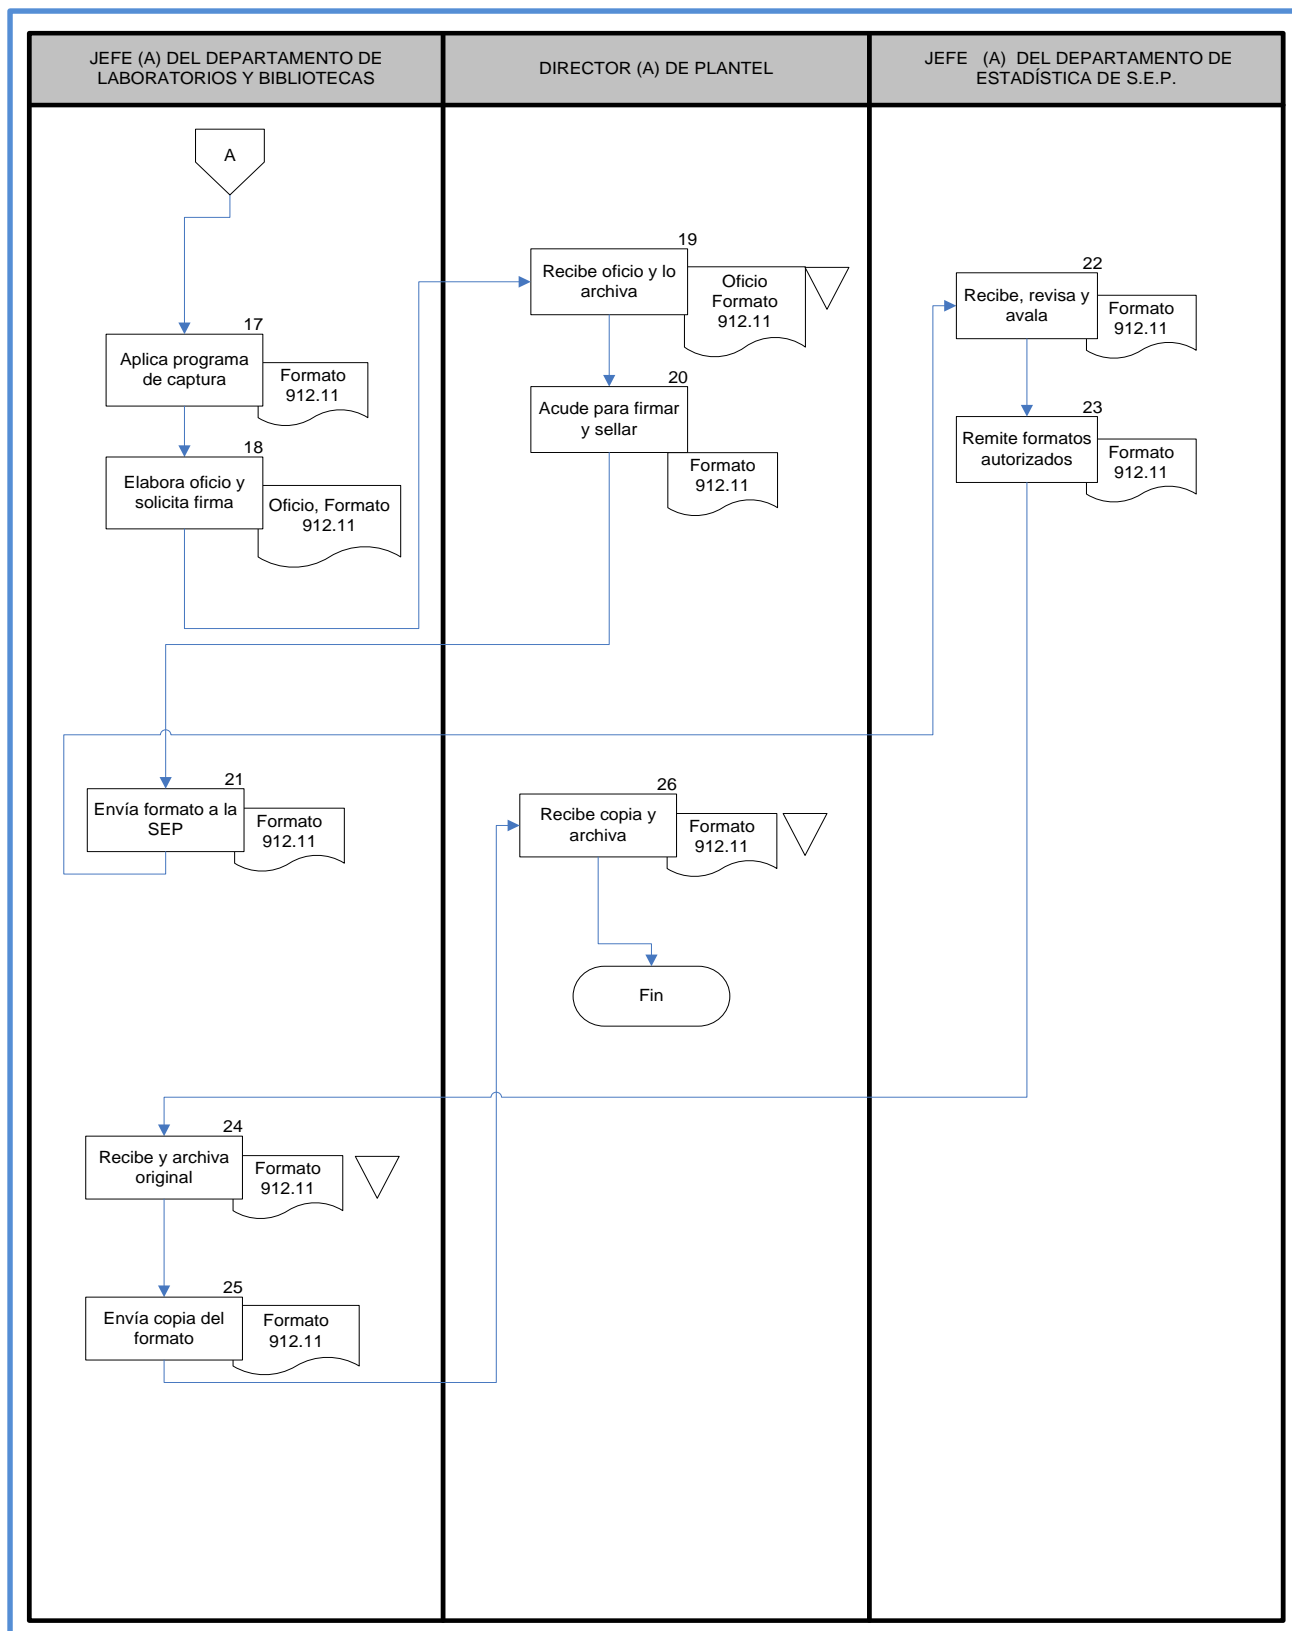 JEFE (A) DEL DEPARTAMENTO DE
LABORATORIOS Y BIBLIOTECAS
DIRECTOR (A) DE PLANTEL
JEFE (A) DEL DEPARTAMENTO DE
ESTADÍSTICA DE S.E.P.
A
17
Aplica programa
de captura
Formato
912.11
18
Elabora oficio y
solicita firma
Oficio, Formato
912.11
19
Recibe oficio y lo
archiva
Oficio
Formato
912.11
20
Acude para firmar
y sellar
Formato
912.11
21
Envía formato a la
SEP
Formato
912.11
22
Recibe, revisa y
avala
Formato
912.11
23
Remite formatos
autorizados
Formato
912.11
24
Recibe y archiva
original
Formato
912.11
25
Envía copia del
formato
Formato
912.11
26
Recibe copia y
archiva
Formato
912.11
Fin